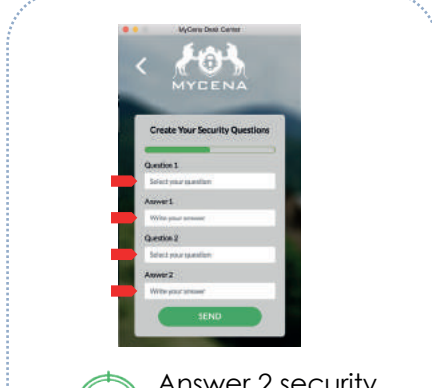 MyCena Desk Center
MYCENA
Create Your Security Questions
Question 1
Select your question
Answer 1
Write your answer
Question 2
Select your question
Answer 2
Write your answer
SEND
Answer 2 security